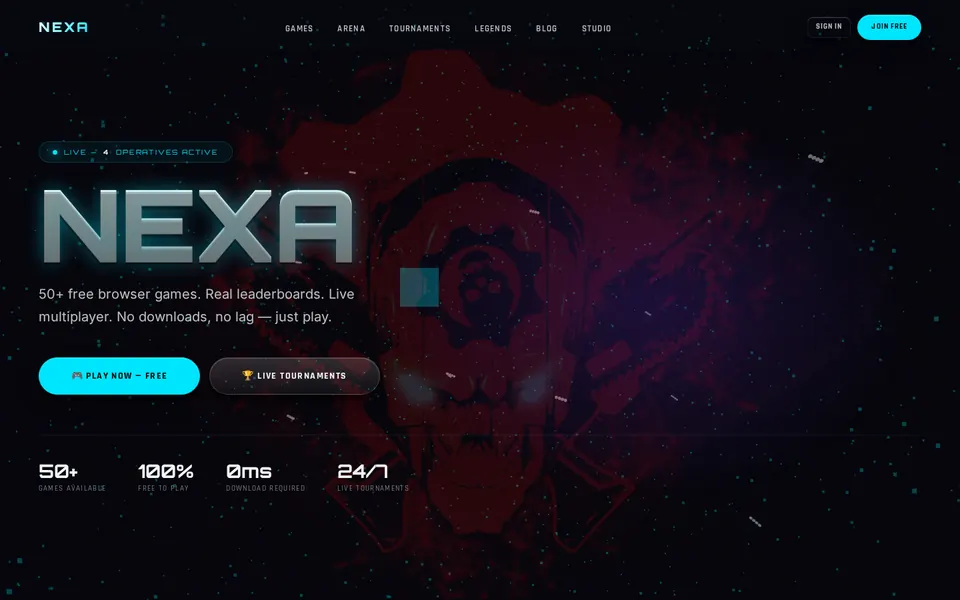 NEXA
GAMES ARENA TOURNAMENTS LEGENDS BLOG STUDIO
SIGN IN JOIN FREE
LIVE — 4 OPERATIVES ACTIVE
NEXA
50+ free browser games. Real leaderboards. Live
multiplayer. No downloads, no lag — just play.
🎮 PLAY NOW — FREE 🏆 LIVE TOURNAMENTS
50+ 100% 0ms 24/7
GAMES AVAILABLE FREE TO PLAY DOWNLOAD REQUIRED LIVE TOURNAMENTS